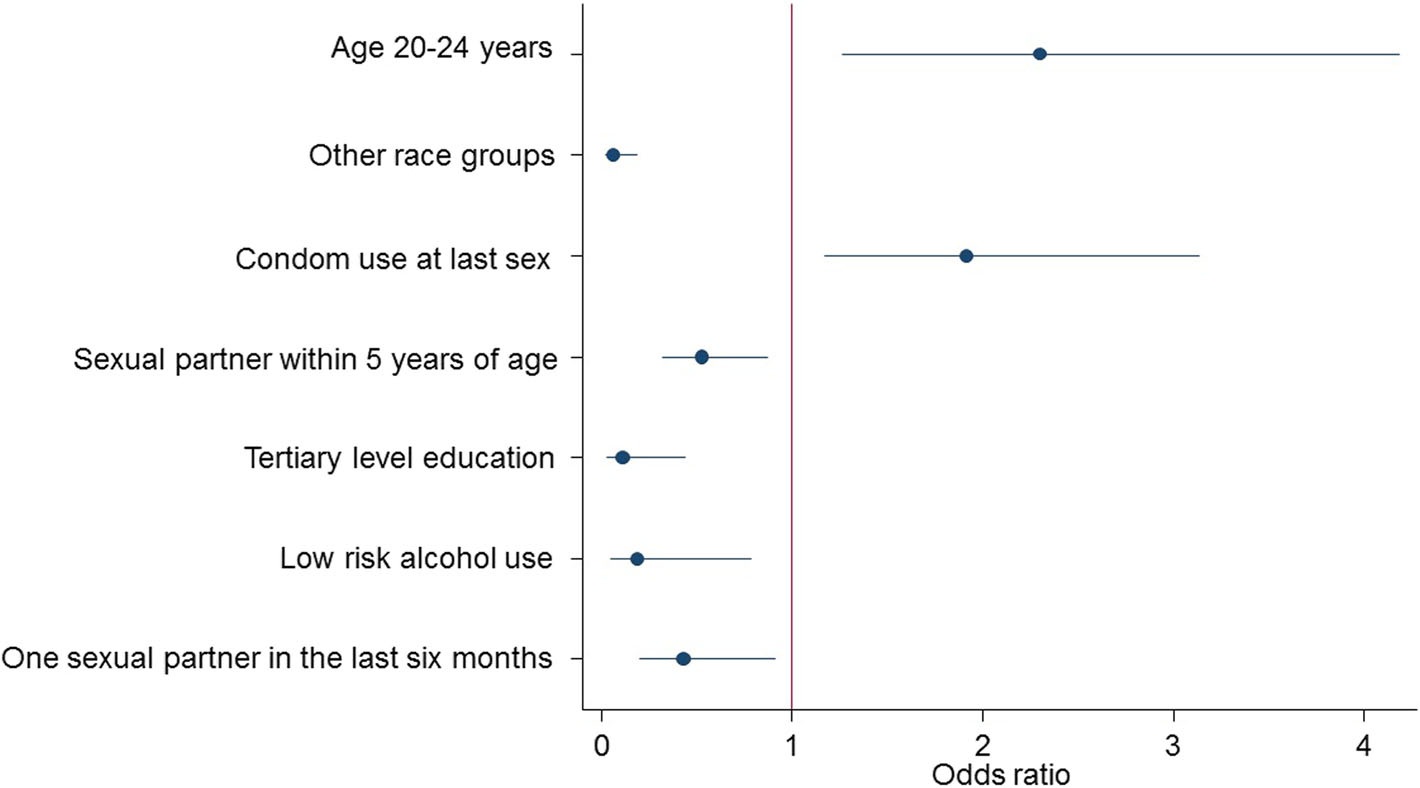 Age 20-24 years
Other race groups
Condom use at last sex
Sexual partner within 5 years of age
Tertiary level education
Low risk alcohol use
One sexual partner in the last six months
0 1 2 3 4
Odds ratio